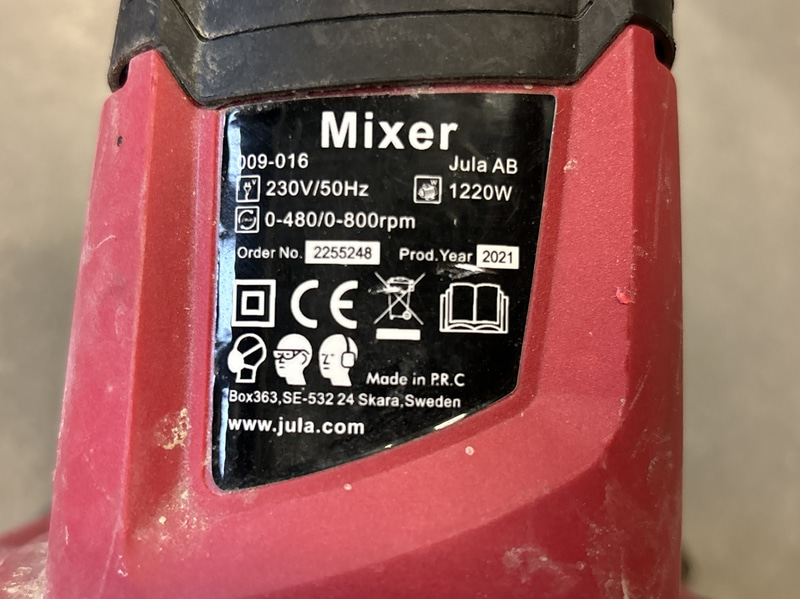 Mixer
009-016 Jula AB
230V/50Hz 1220W
0-480/0-800rpm
Order No. 2255248 Prod.Year 2021
CE
Made in P.R.C
Box363,SE-532 24 Skara,Sweden
www.jula.com